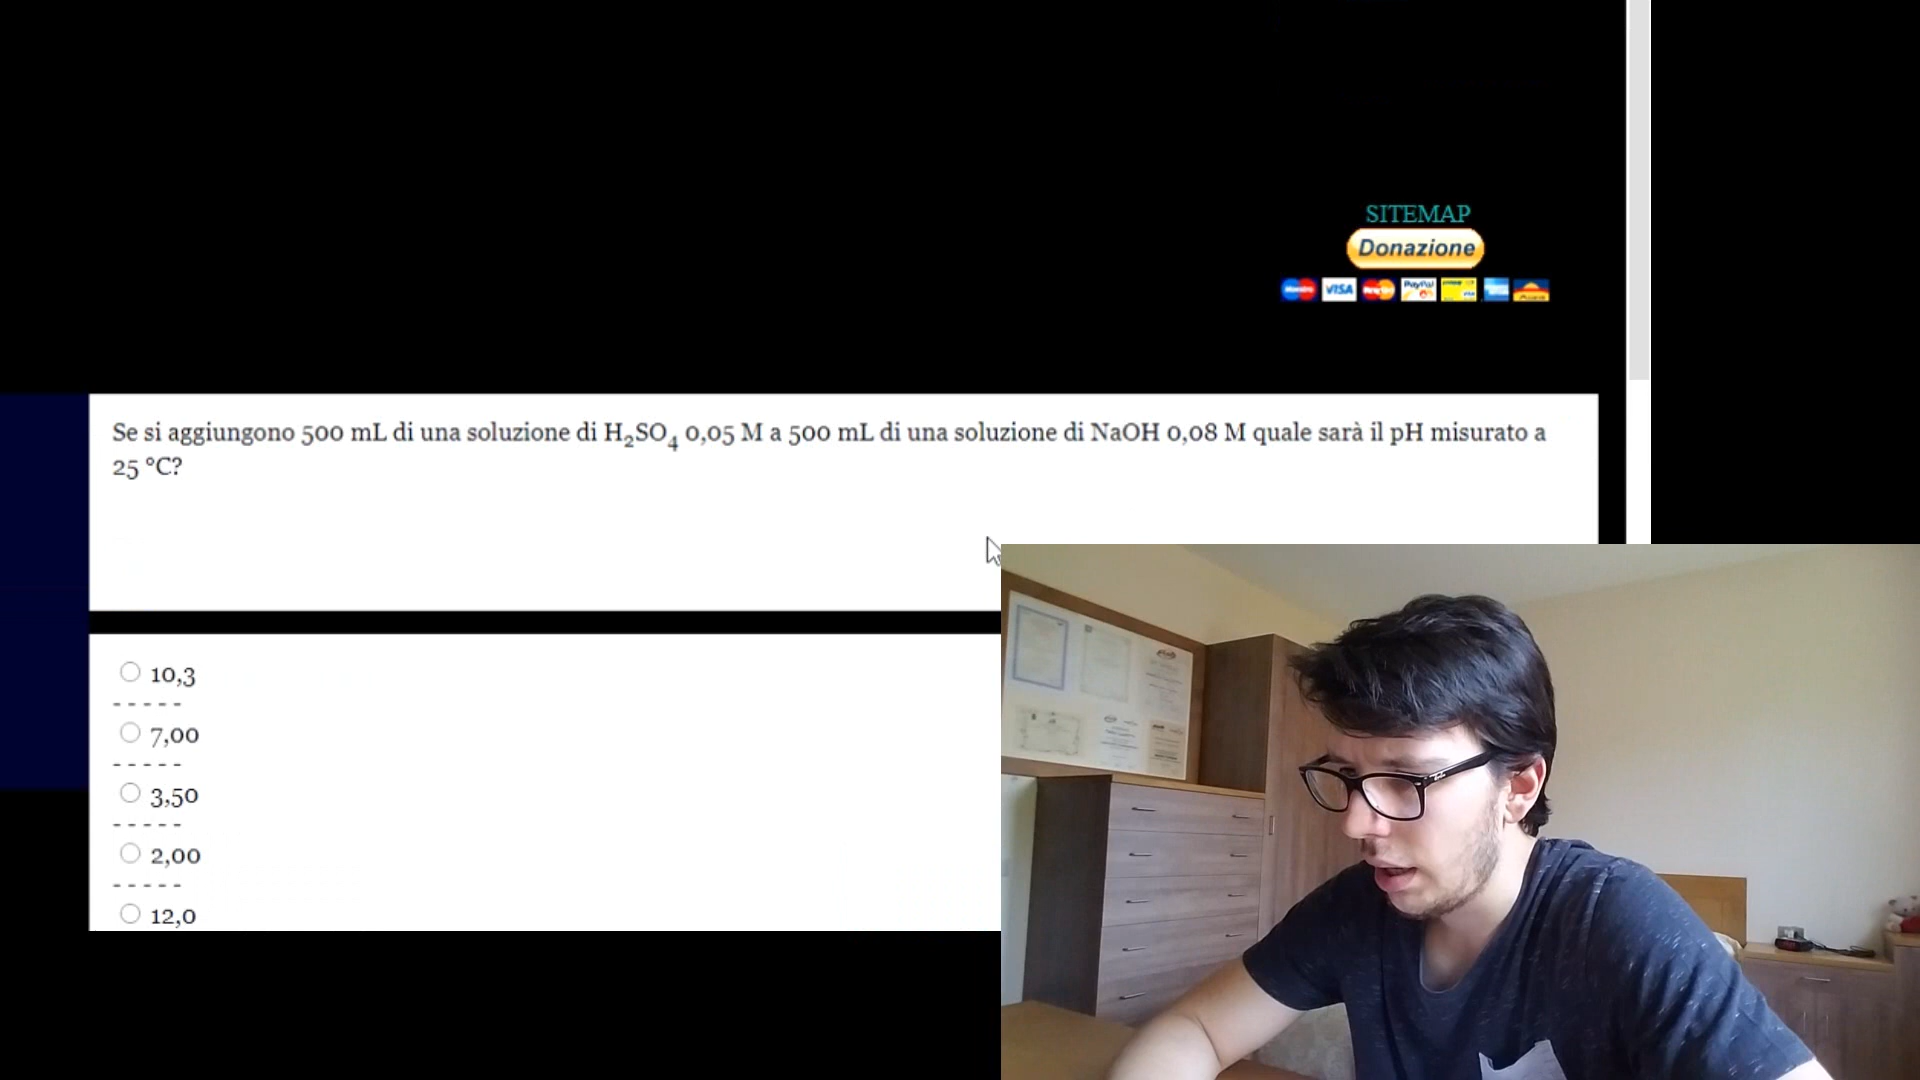 SITEMAP
Donazione
VISA
PayPal
Se si aggiungono 500 mL di una soluzione di H₂SO₄ 0,05 M a 500 mL di una soluzione di NaOH 0,08 M quale sarà il pH misurato a
25 °C?
10,3
- - - - -
7,00
- - - - -
3,50
- - - - -
2,00
- - - - -
12,0